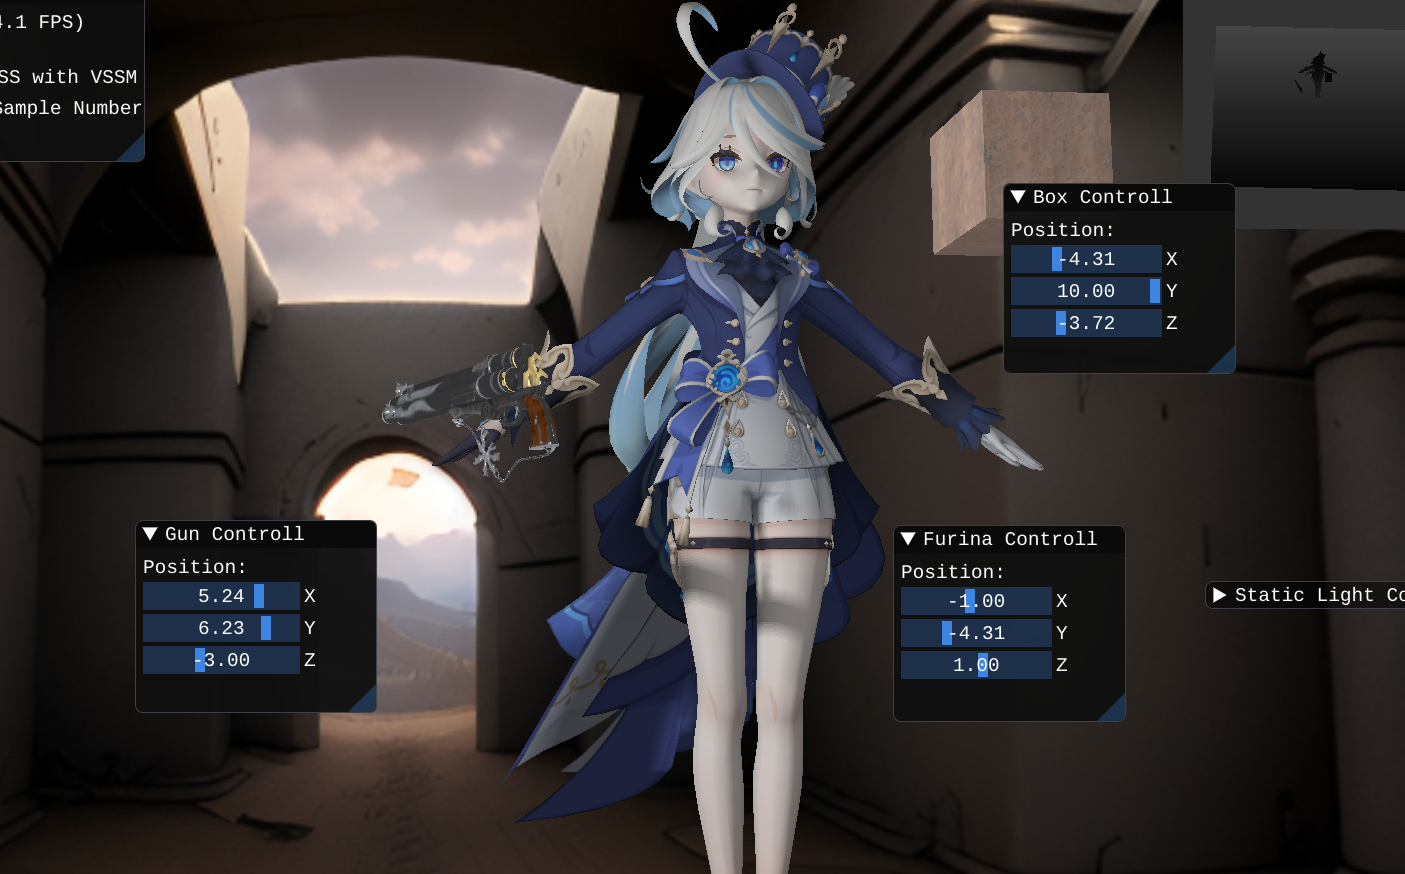 .1 FPS)
SS with VSSM
Sample Number
Box Controll
Position:
-4.31 X
10.00 Y
-3.72 Z
Gun Controll
Position:
5.24 X
6.23 Y
-3.00 Z
Furina Controll
Position:
-1.00 X
-4.31 Y
1.00 Z
Static Light Co